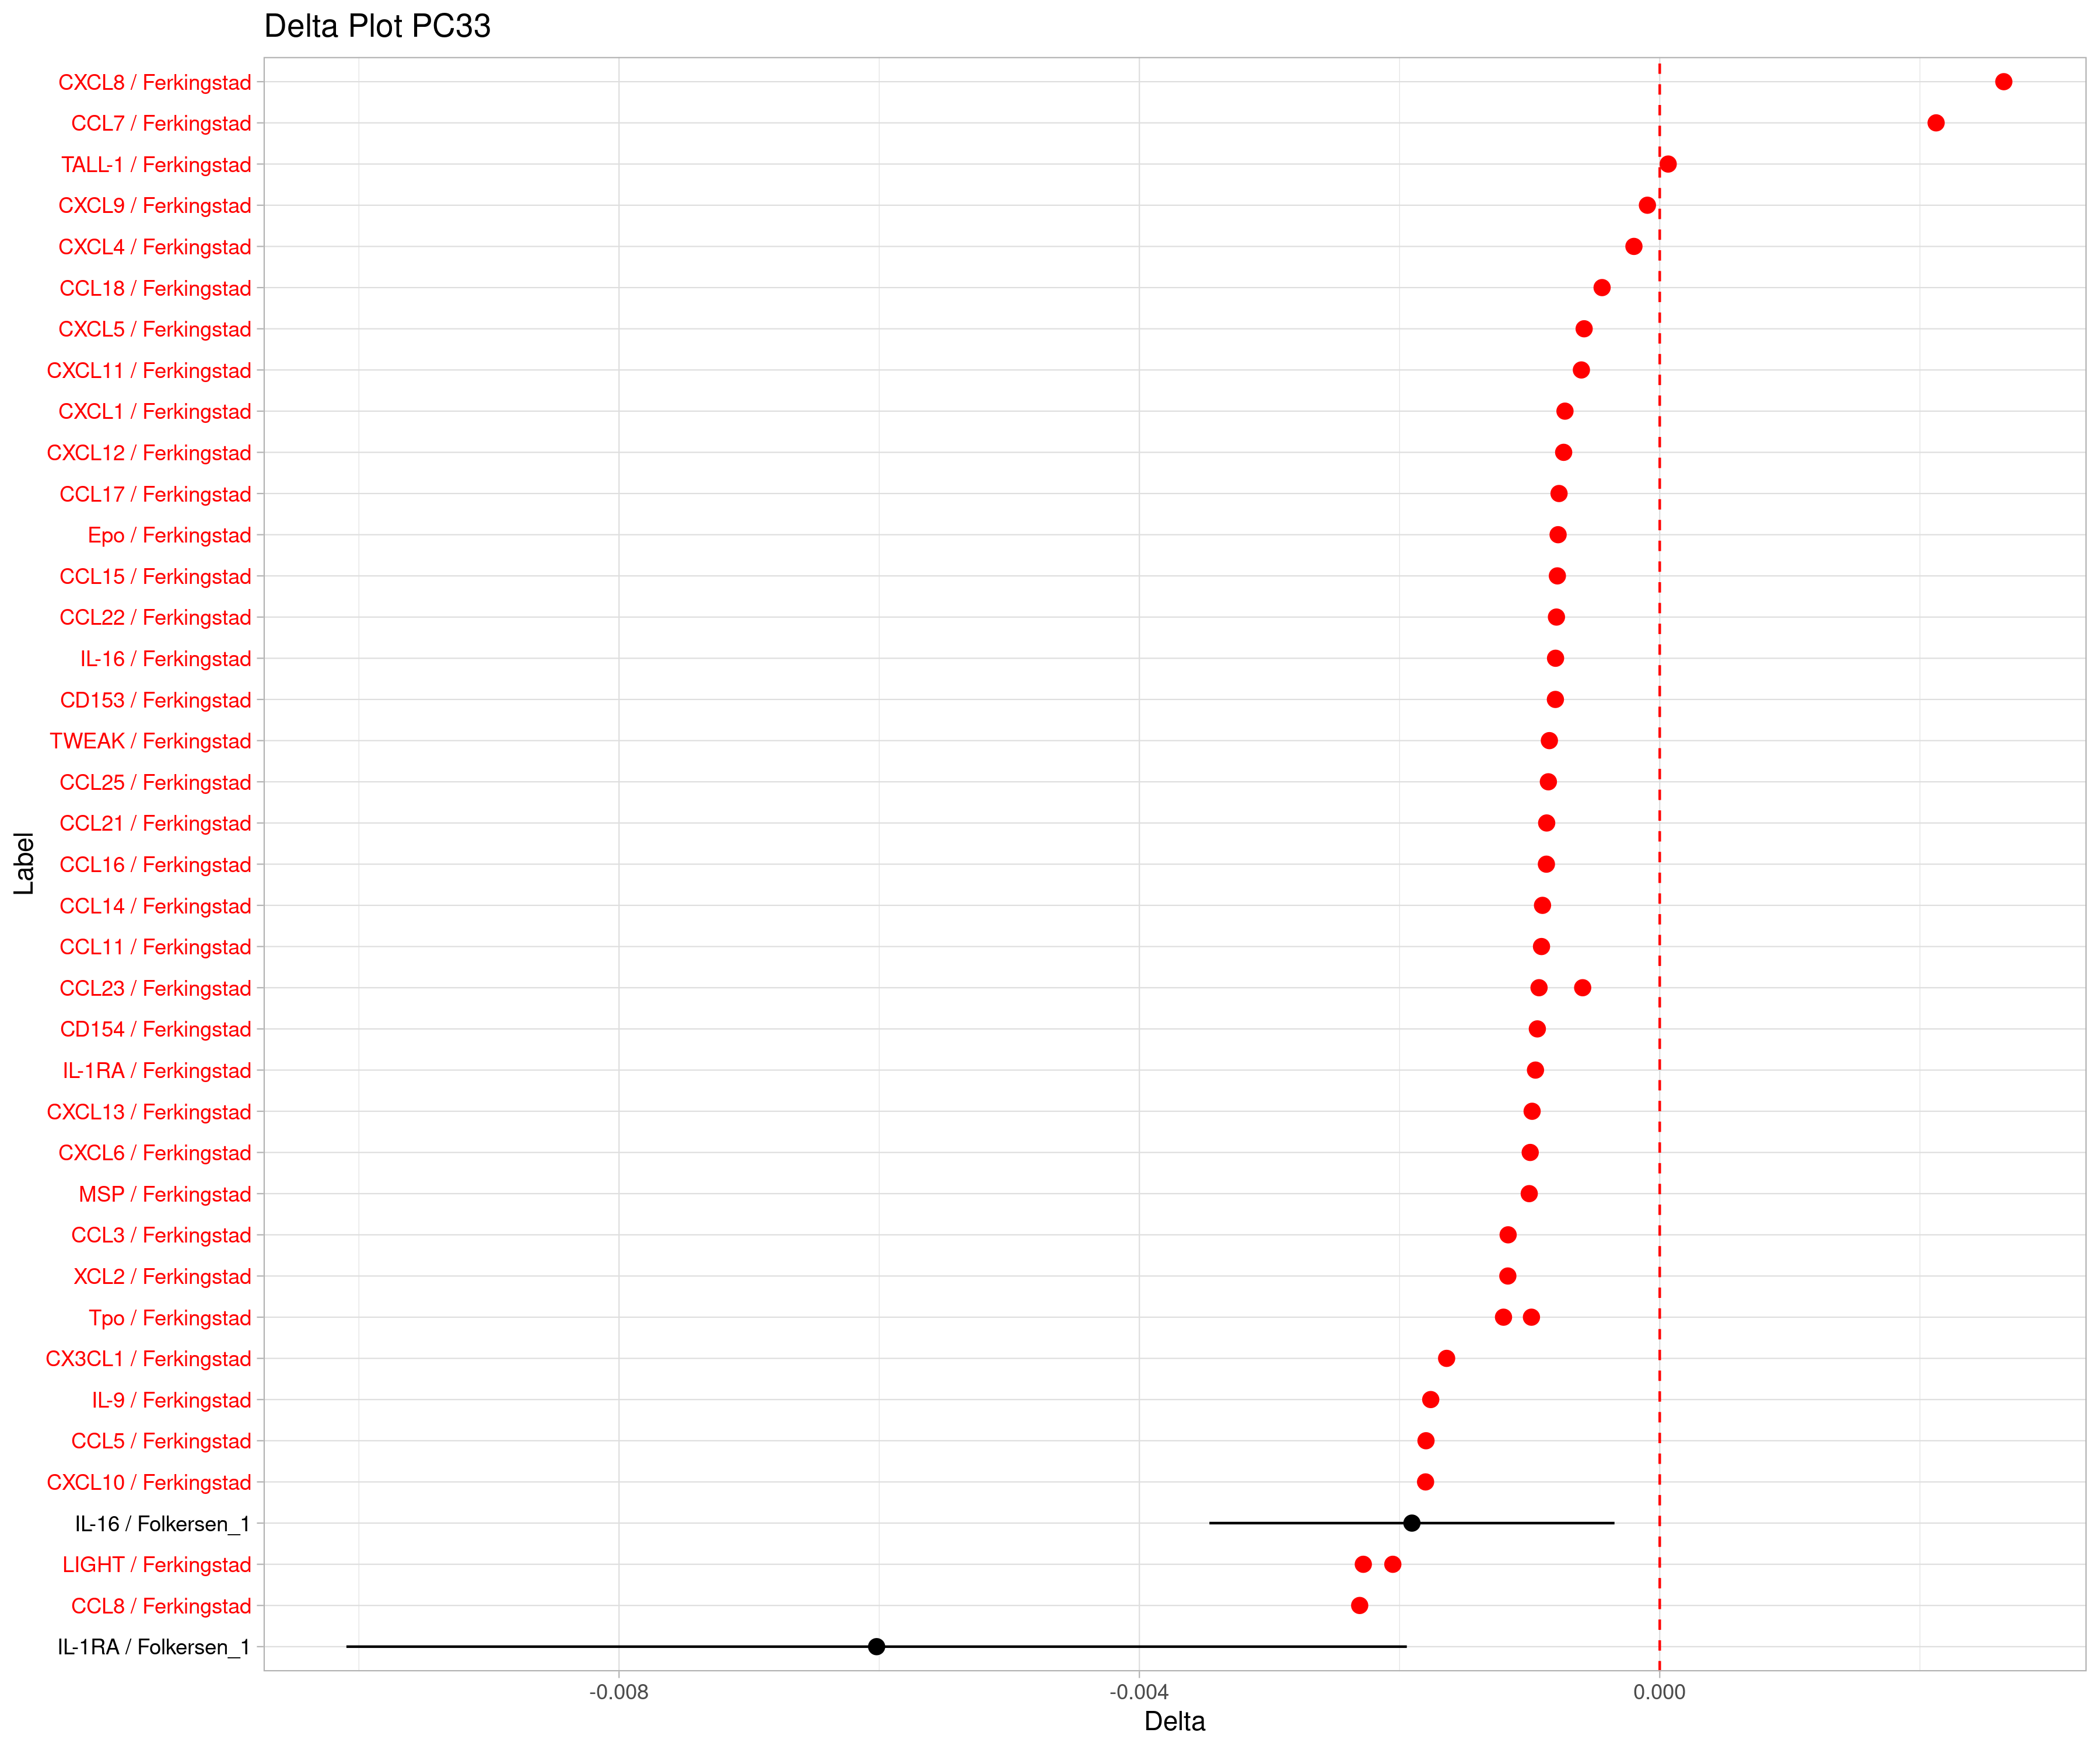 Delta Plot PC33
CXCL8 / Ferkingstad
CCL7 / Ferkingstad
TALL-1 / Ferkingstad
CXCL9 / Ferkingstad
CXCL4 / Ferkingstad
CCL18 / Ferkingstad
CXCL5 / Ferkingstad
CXCL11 / Ferkingstad
CXCL1 / Ferkingstad
CXCL12 / Ferkingstad
CCL17 / Ferkingstad
Epo / Ferkingstad
CCL15 / Ferkingstad
CCL22 / Ferkingstad
IL-16 / Ferkingstad
CD153 / Ferkingstad
TWEAK / Ferkingstad
CCL25 / Ferkingstad
CCL21 / Ferkingstad
CCL16 / Ferkingstad
CCL14 / Ferkingstad
CCL11 / Ferkingstad
CCL23 / Ferkingstad
CD154 / Ferkingstad
IL-1RA / Ferkingstad
CXCL13 / Ferkingstad
CXCL6 / Ferkingstad
MSP / Ferkingstad
CCL3 / Ferkingstad
XCL2 / Ferkingstad
Tpo / Ferkingstad
CX3CL1 / Ferkingstad
IL-9 / Ferkingstad
CCL5 / Ferkingstad
CXCL10 / Ferkingstad
IL-16 / Folkersen_1
LIGHT / Ferkingstad
CCL8 / Ferkingstad
IL-1RA / Folkersen_1
Label
-0.008 -0.004 0.000
Delta